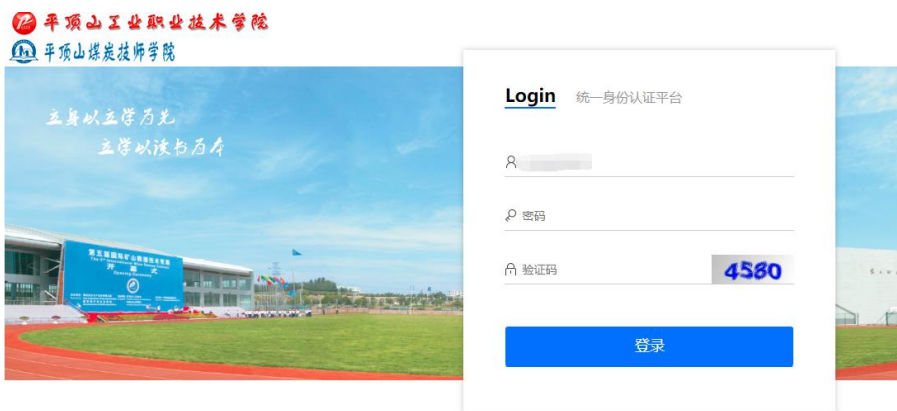 平顶山工业职业技术学院
平顶山煤炭技师学院
立身以立学为先
立学以读书为本
第五届国际矿山救援技术竞赛
开幕式
Opening Ceremony
Login 统一身份认证平台
密码
验证码 4580
登录